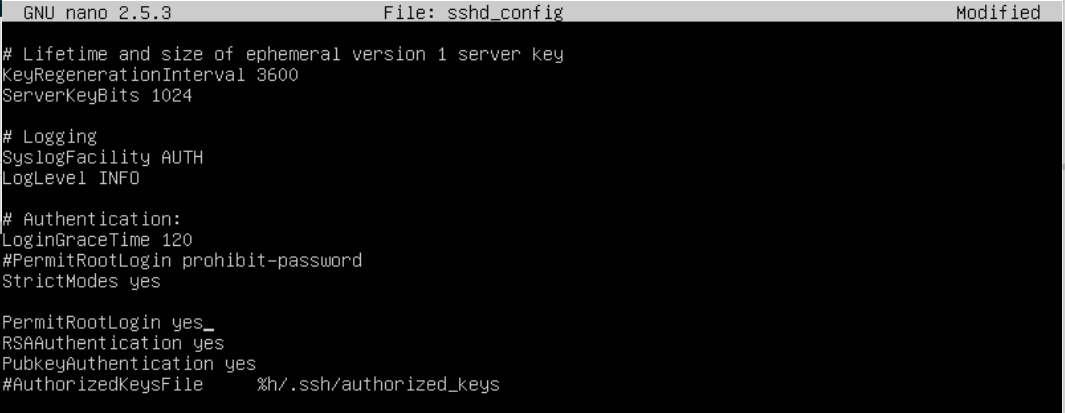 GNU nano 2.5.3 File: sshd_config Modified
# Lifetime and size of ephemeral version 1 server key
KeyRegenerationInterval 3600
ServerKeyBits 1024
# Logging
SyslogFacility AUTH
LogLevel INFO
# Authentication:
LoginGraceTime 120
#PermitRootLogin prohibit-password
StrictModes yes
PermitRootLogin yes_
RSAAuthentication yes
PubkeyAuthentication yes
#AuthorizedKeysFile %h/.ssh/authorized_keys